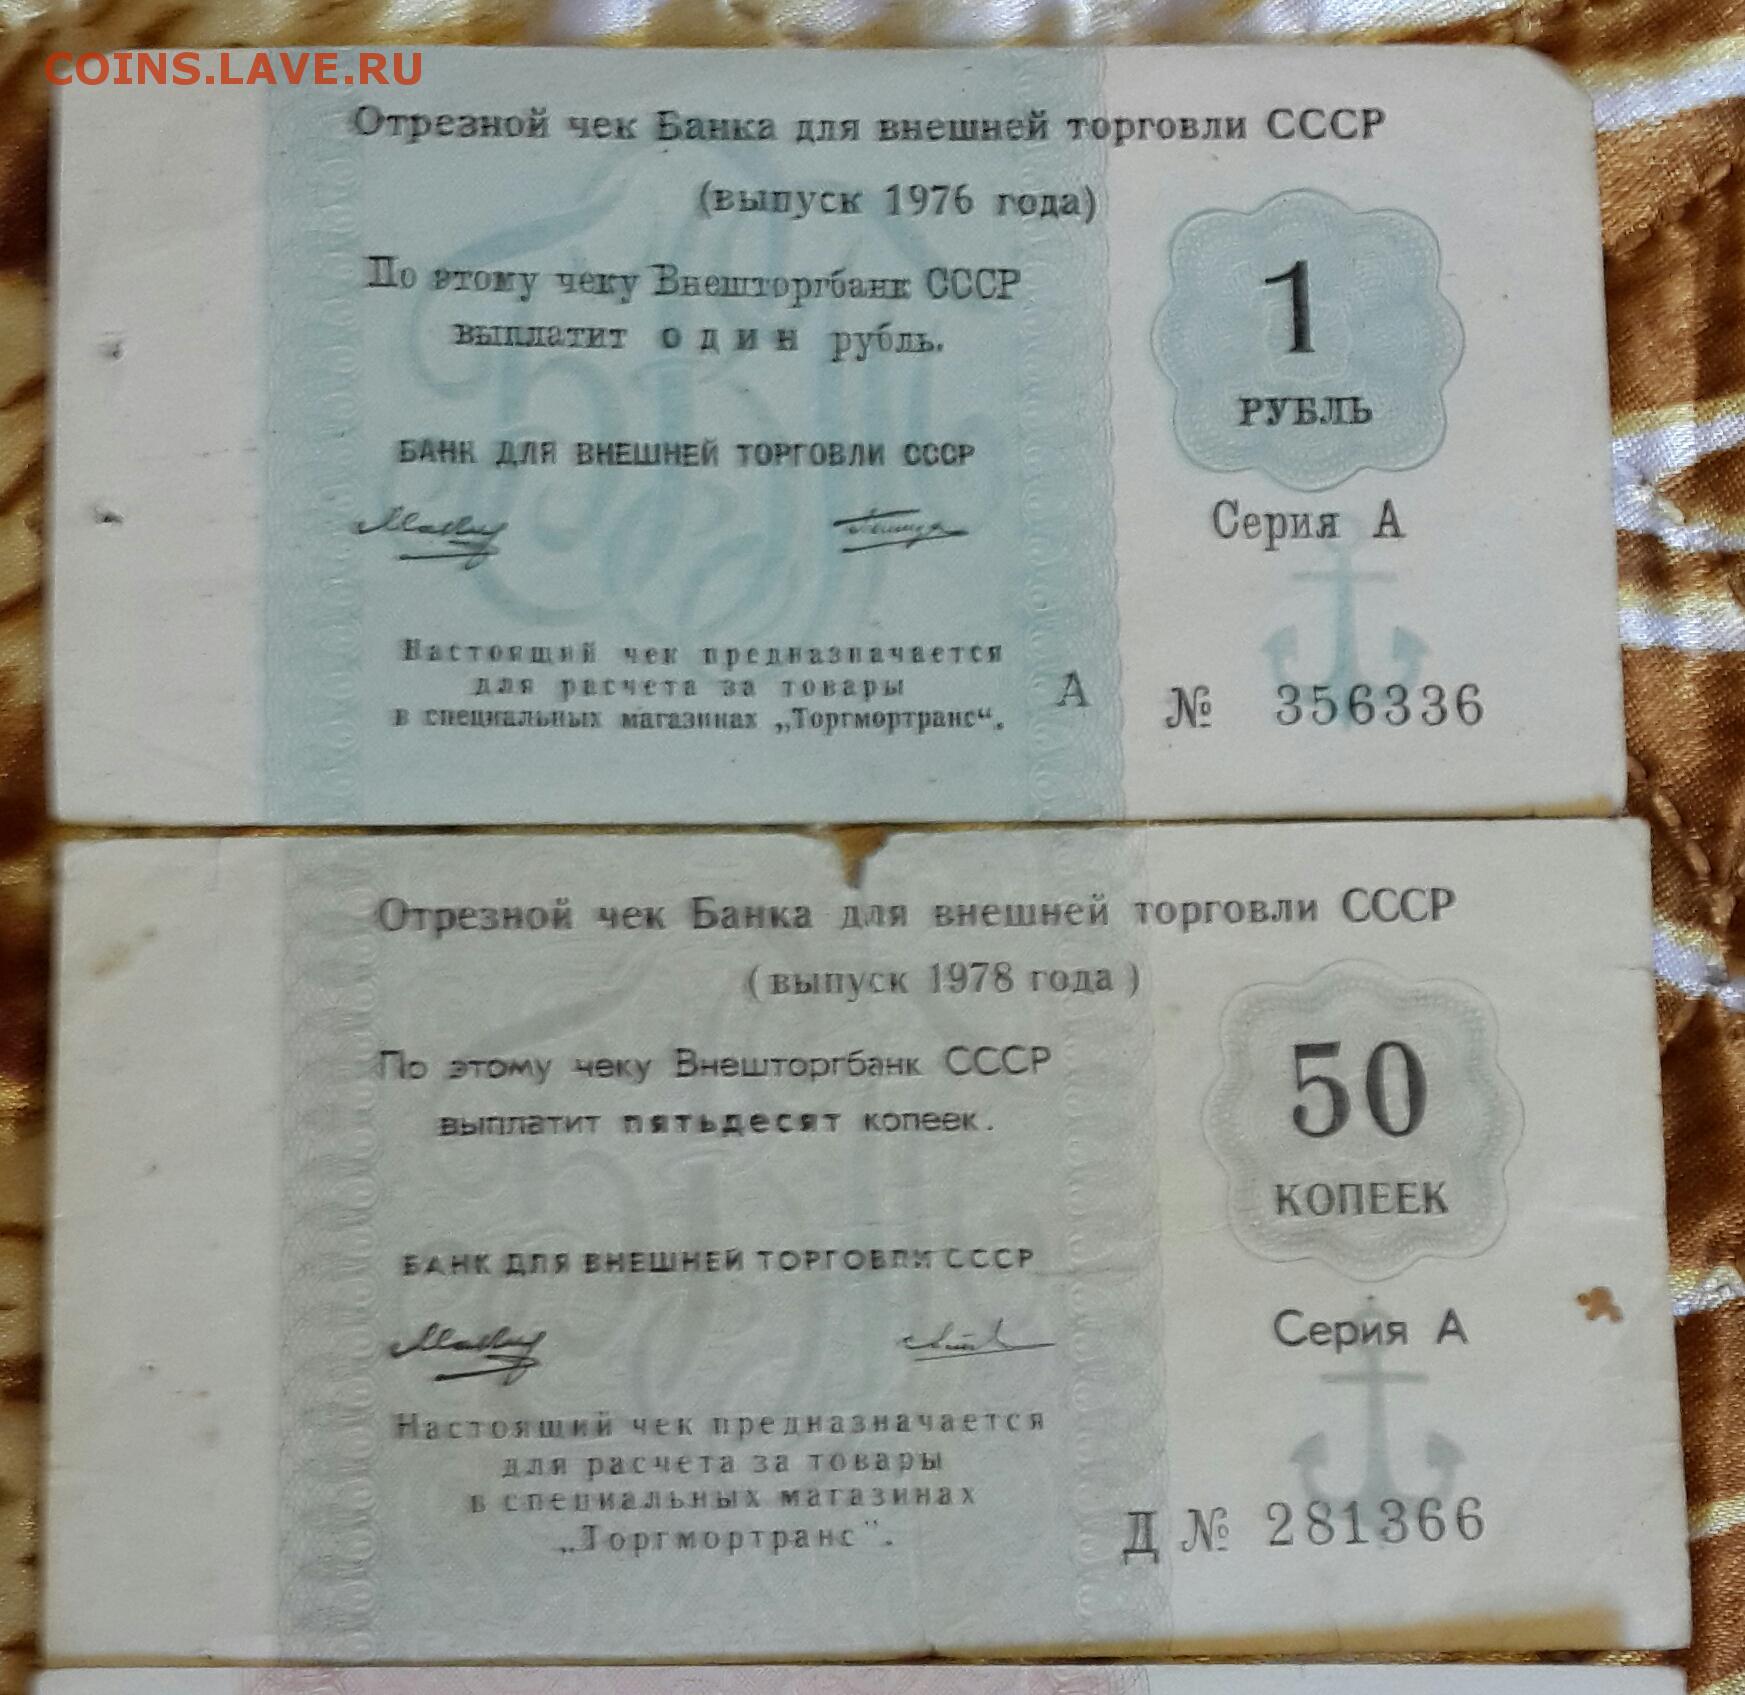 COINS.LAVE.RU
Отрезной чек Банка для внешней торговли СССР
(выпуск 1976 года)
По этому чеку Внешторгбанк СССР
выплатит один рубль.
1
РУБЛЬ
БАНК ДЛЯ ВНЕШНЕЙ ТОРГОВЛИ СССР
Серия А
Настоящий чек предназначается
для расчета за товары
в специальных магазинах „Торгмортранс“.
А № 356336
Отрезной чек Банка для внешней торговли СССР
(выпуск 1978 года)
По этому чеку Внешторгбанк СССР
выплатит пятьдесят копеек.
50
КОПЕЕК
БАНК ДЛЯ ВНЕШНЕЙ ТОРГОВЛИ СССР
Серия А
Настоящий чек предназначается
для расчета за товары
в специальных магазинах
„Торгмортранс".
Д № 281366